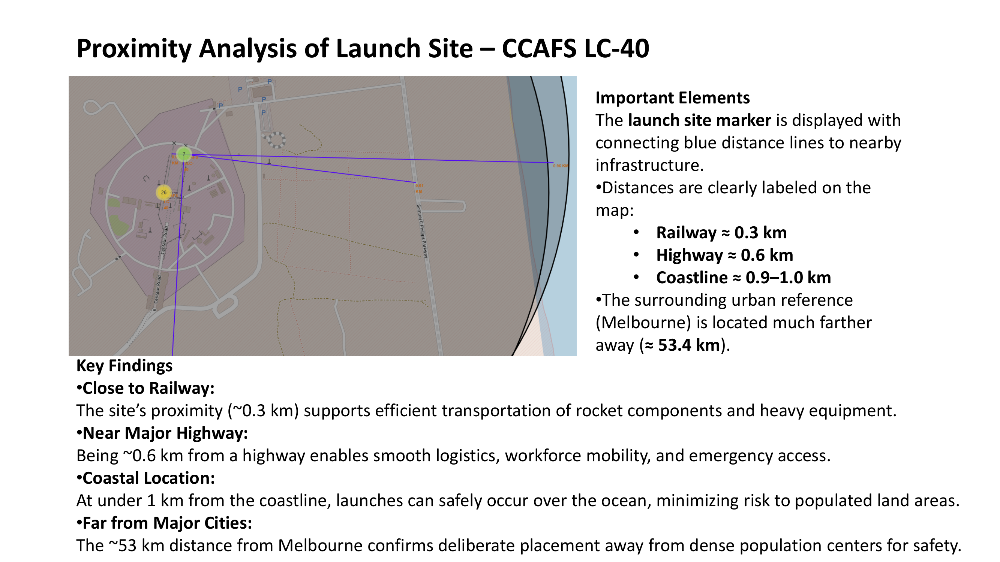 Proximity Analysis of Launch Site – CCAFS LC-40
P
P
P
P
P
7
KM
26
40
0.96 KM
0.61
KM
Samuel C Phillips Parkway
Centaur Road
Centaur Road
Important Elements
The launch site marker is displayed with
connecting blue distance lines to nearby
infrastructure.
•Distances are clearly labeled on the
map:
• Railway ≈ 0.3 km
• Highway ≈ 0.6 km
• Coastline ≈ 0.9–1.0 km
•The surrounding urban reference
(Melbourne) is located much farther
away (≈ 53.4 km).
Key Findings
•Close to Railway:
The site’s proximity (~0.3 km) supports efficient transportation of rocket components and heavy equipment.
•Near Major Highway:
Being ~0.6 km from a highway enables smooth logistics, workforce mobility, and emergency access.
•Coastal Location:
At under 1 km from the coastline, launches can safely occur over the ocean, minimizing risk to populated land areas.
•Far from Major Cities:
The ~53 km distance from Melbourne confirms deliberate placement away from dense population centers for safety.